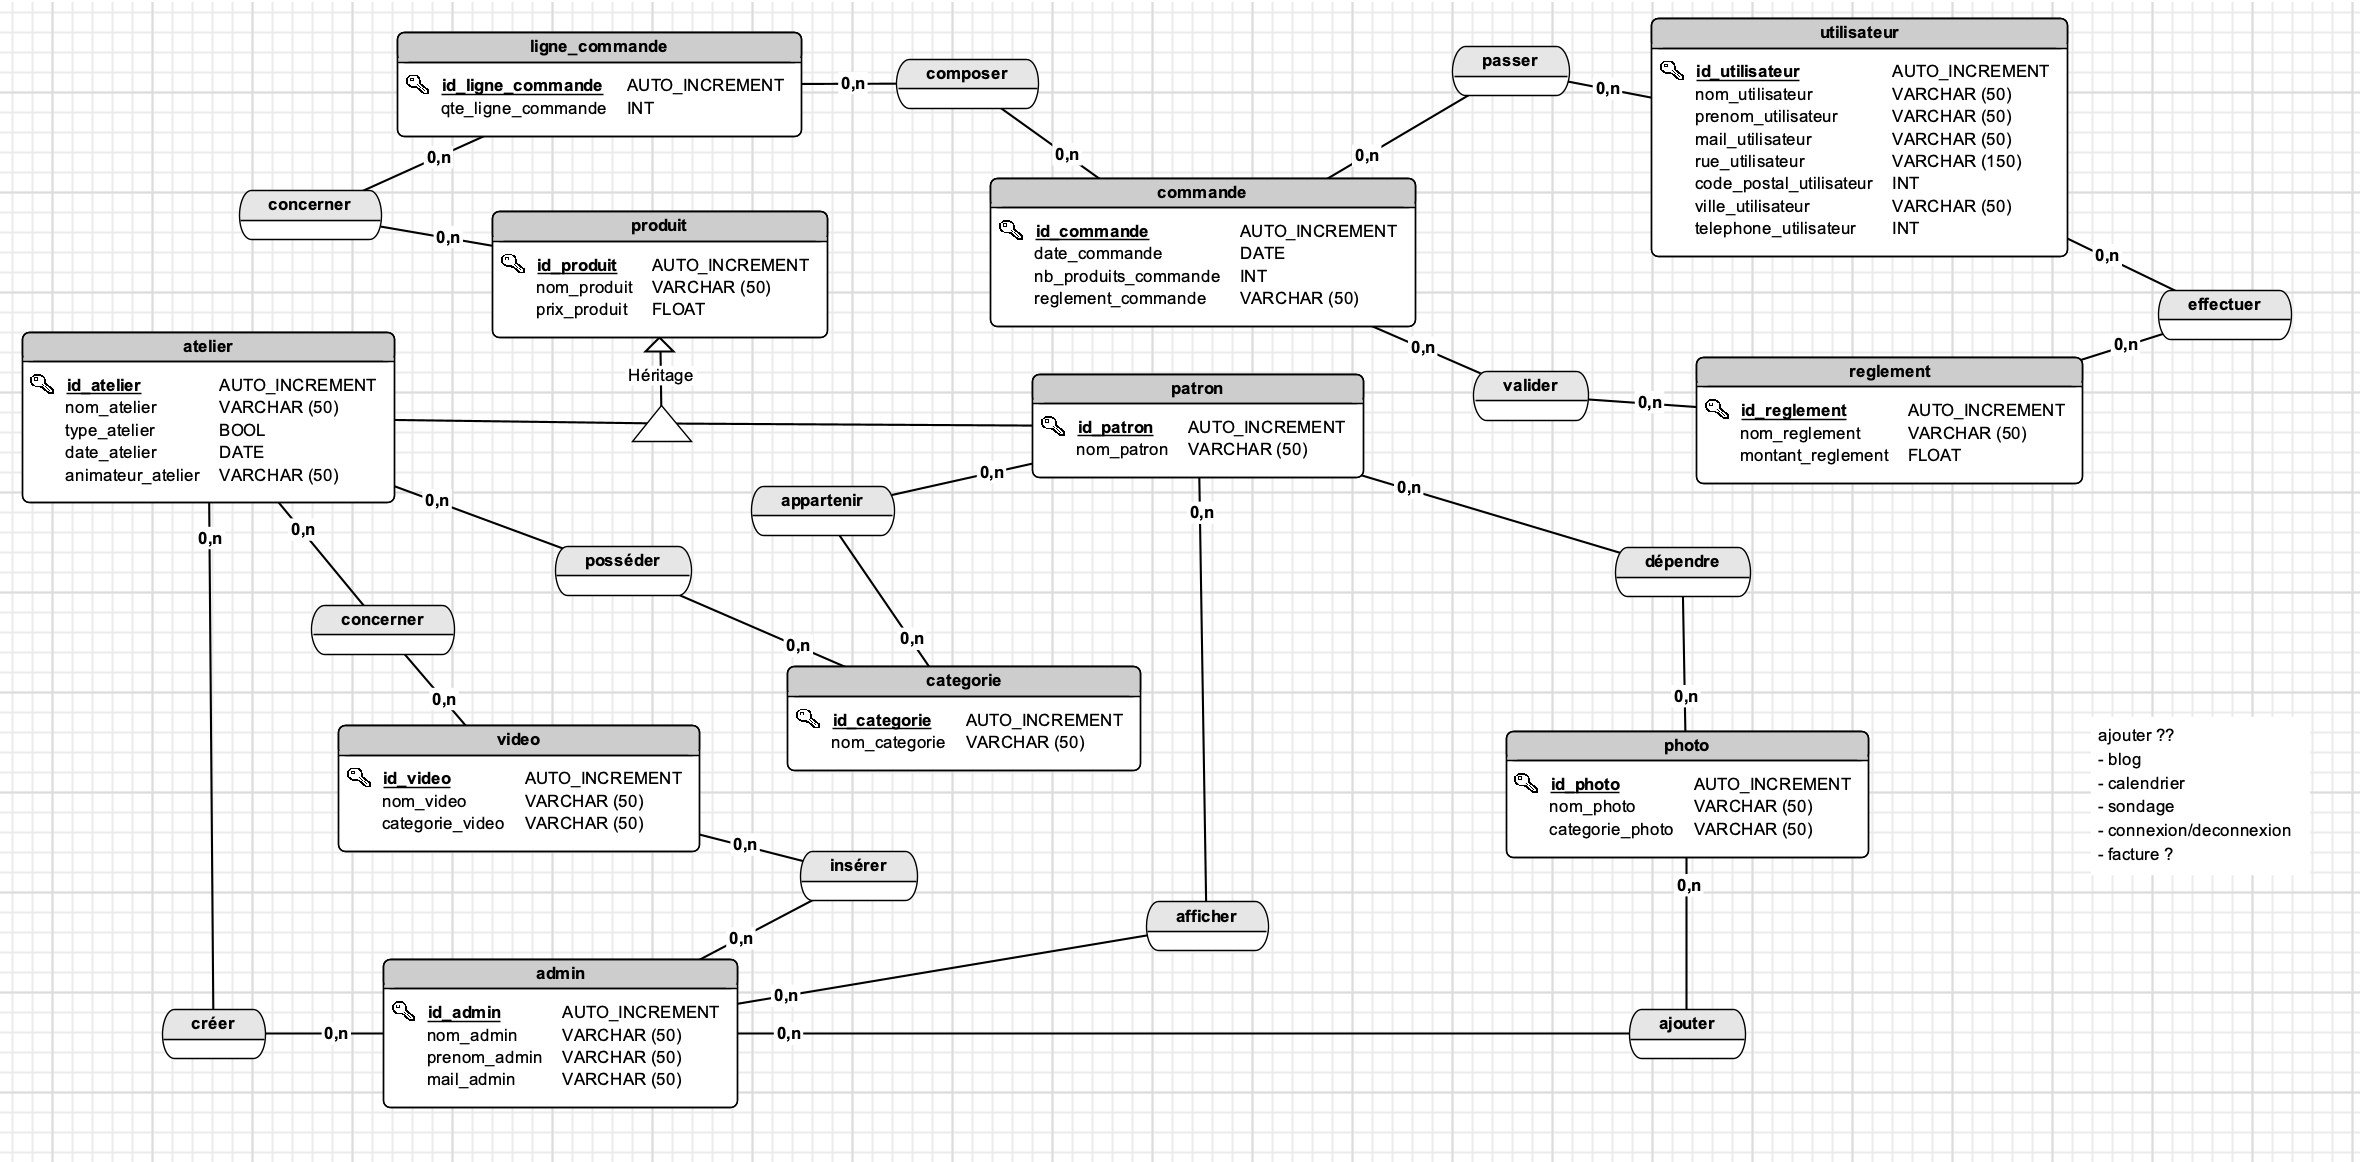 ligne_commande
id_ligne_commande AUTO_INCREMENT
qte_ligne_commande INT
0,n
composer
0,n
passer
0,n
0,n
utilisateur
id_utilisateur AUTO_INCREMENT
nom_utilisateur VARCHAR (50)
prenom_utilisateur VARCHAR (50)
mail_utilisateur VARCHAR (50)
rue_utilisateur VARCHAR (150)
code_postal_utilisateur INT
ville_utilisateur VARCHAR (50)
telephone_utilisateur INT
0,n
concerner
0,n
produit
id_produit AUTO_INCREMENT
nom_produit VARCHAR (50)
prix_produit FLOAT
Héritage
commande
id_commande AUTO_INCREMENT
date_commande DATE
nb_produits_commande INT
reglement_commande VARCHAR (50)
0,n
effectuer
0,n
0,n
valider
0,n
reglement
id_reglement AUTO_INCREMENT
nom_reglement VARCHAR (50)
montant_reglement FLOAT
atelier
id_atelier AUTO_INCREMENT
nom_atelier VARCHAR (50)
type_atelier BOOL
date_atelier DATE
animateur_atelier VARCHAR (50)
patron
id_patron AUTO_INCREMENT
nom_patron VARCHAR (50)
0,n
appartenir
0,n
0,n
0,n
dépendre
0,n
0,n
0,n
0,n
posséder
0,n
concerner
0,n
categorie
id_categorie AUTO_INCREMENT
nom_categorie VARCHAR (50)
video
id_video AUTO_INCREMENT
nom_video VARCHAR (50)
categorie_video VARCHAR (50)
photo
id_photo AUTO_INCREMENT
nom_photo VARCHAR (50)
categorie_photo VARCHAR (50)
ajouter ??
- blog
- calendrier
- sondage
- connexion/deconnexion
- facture ?
0,n
insérer
0,n
0,n
afficher
0,n
admin
id_admin AUTO_INCREMENT
nom_admin VARCHAR (50)
prenom_admin VARCHAR (50)
mail_admin VARCHAR (50)
créer
0,n
0,n
ajouter